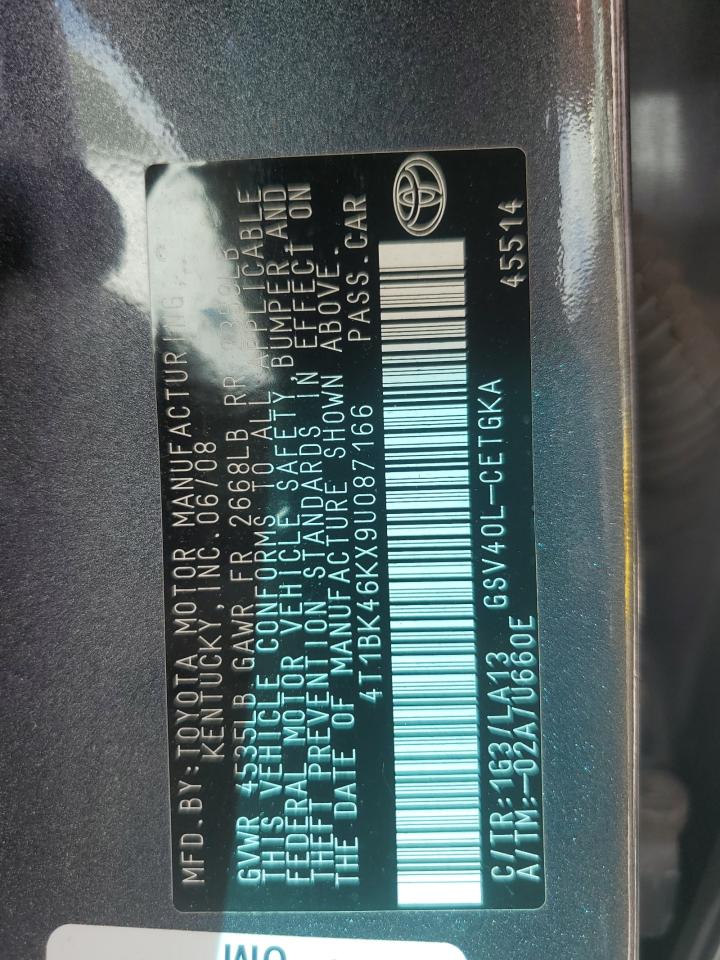 MFD.BY:TOYOTA MOTOR MANUFACTURING,
KENTUCKY,INC.06/08
GVWR 4535LB GAWR FR 2668LB RR
THIS VEHICLE CONFORMS TO ALL APPLICABLE
FEDERAL MOTOR VEHICLE SAFETY, BUMPER,AND
THEFT PREVENTION STANDARDS IN EFFECT ON
THE DATE OF MANUFACTURE SHOWN ABOVE.
4T1BK46KX9U087166 PASS.CAR
C/TR:1G3/LA13 GSV40L-CETGKA 45514
A/TM:-02A/U660E